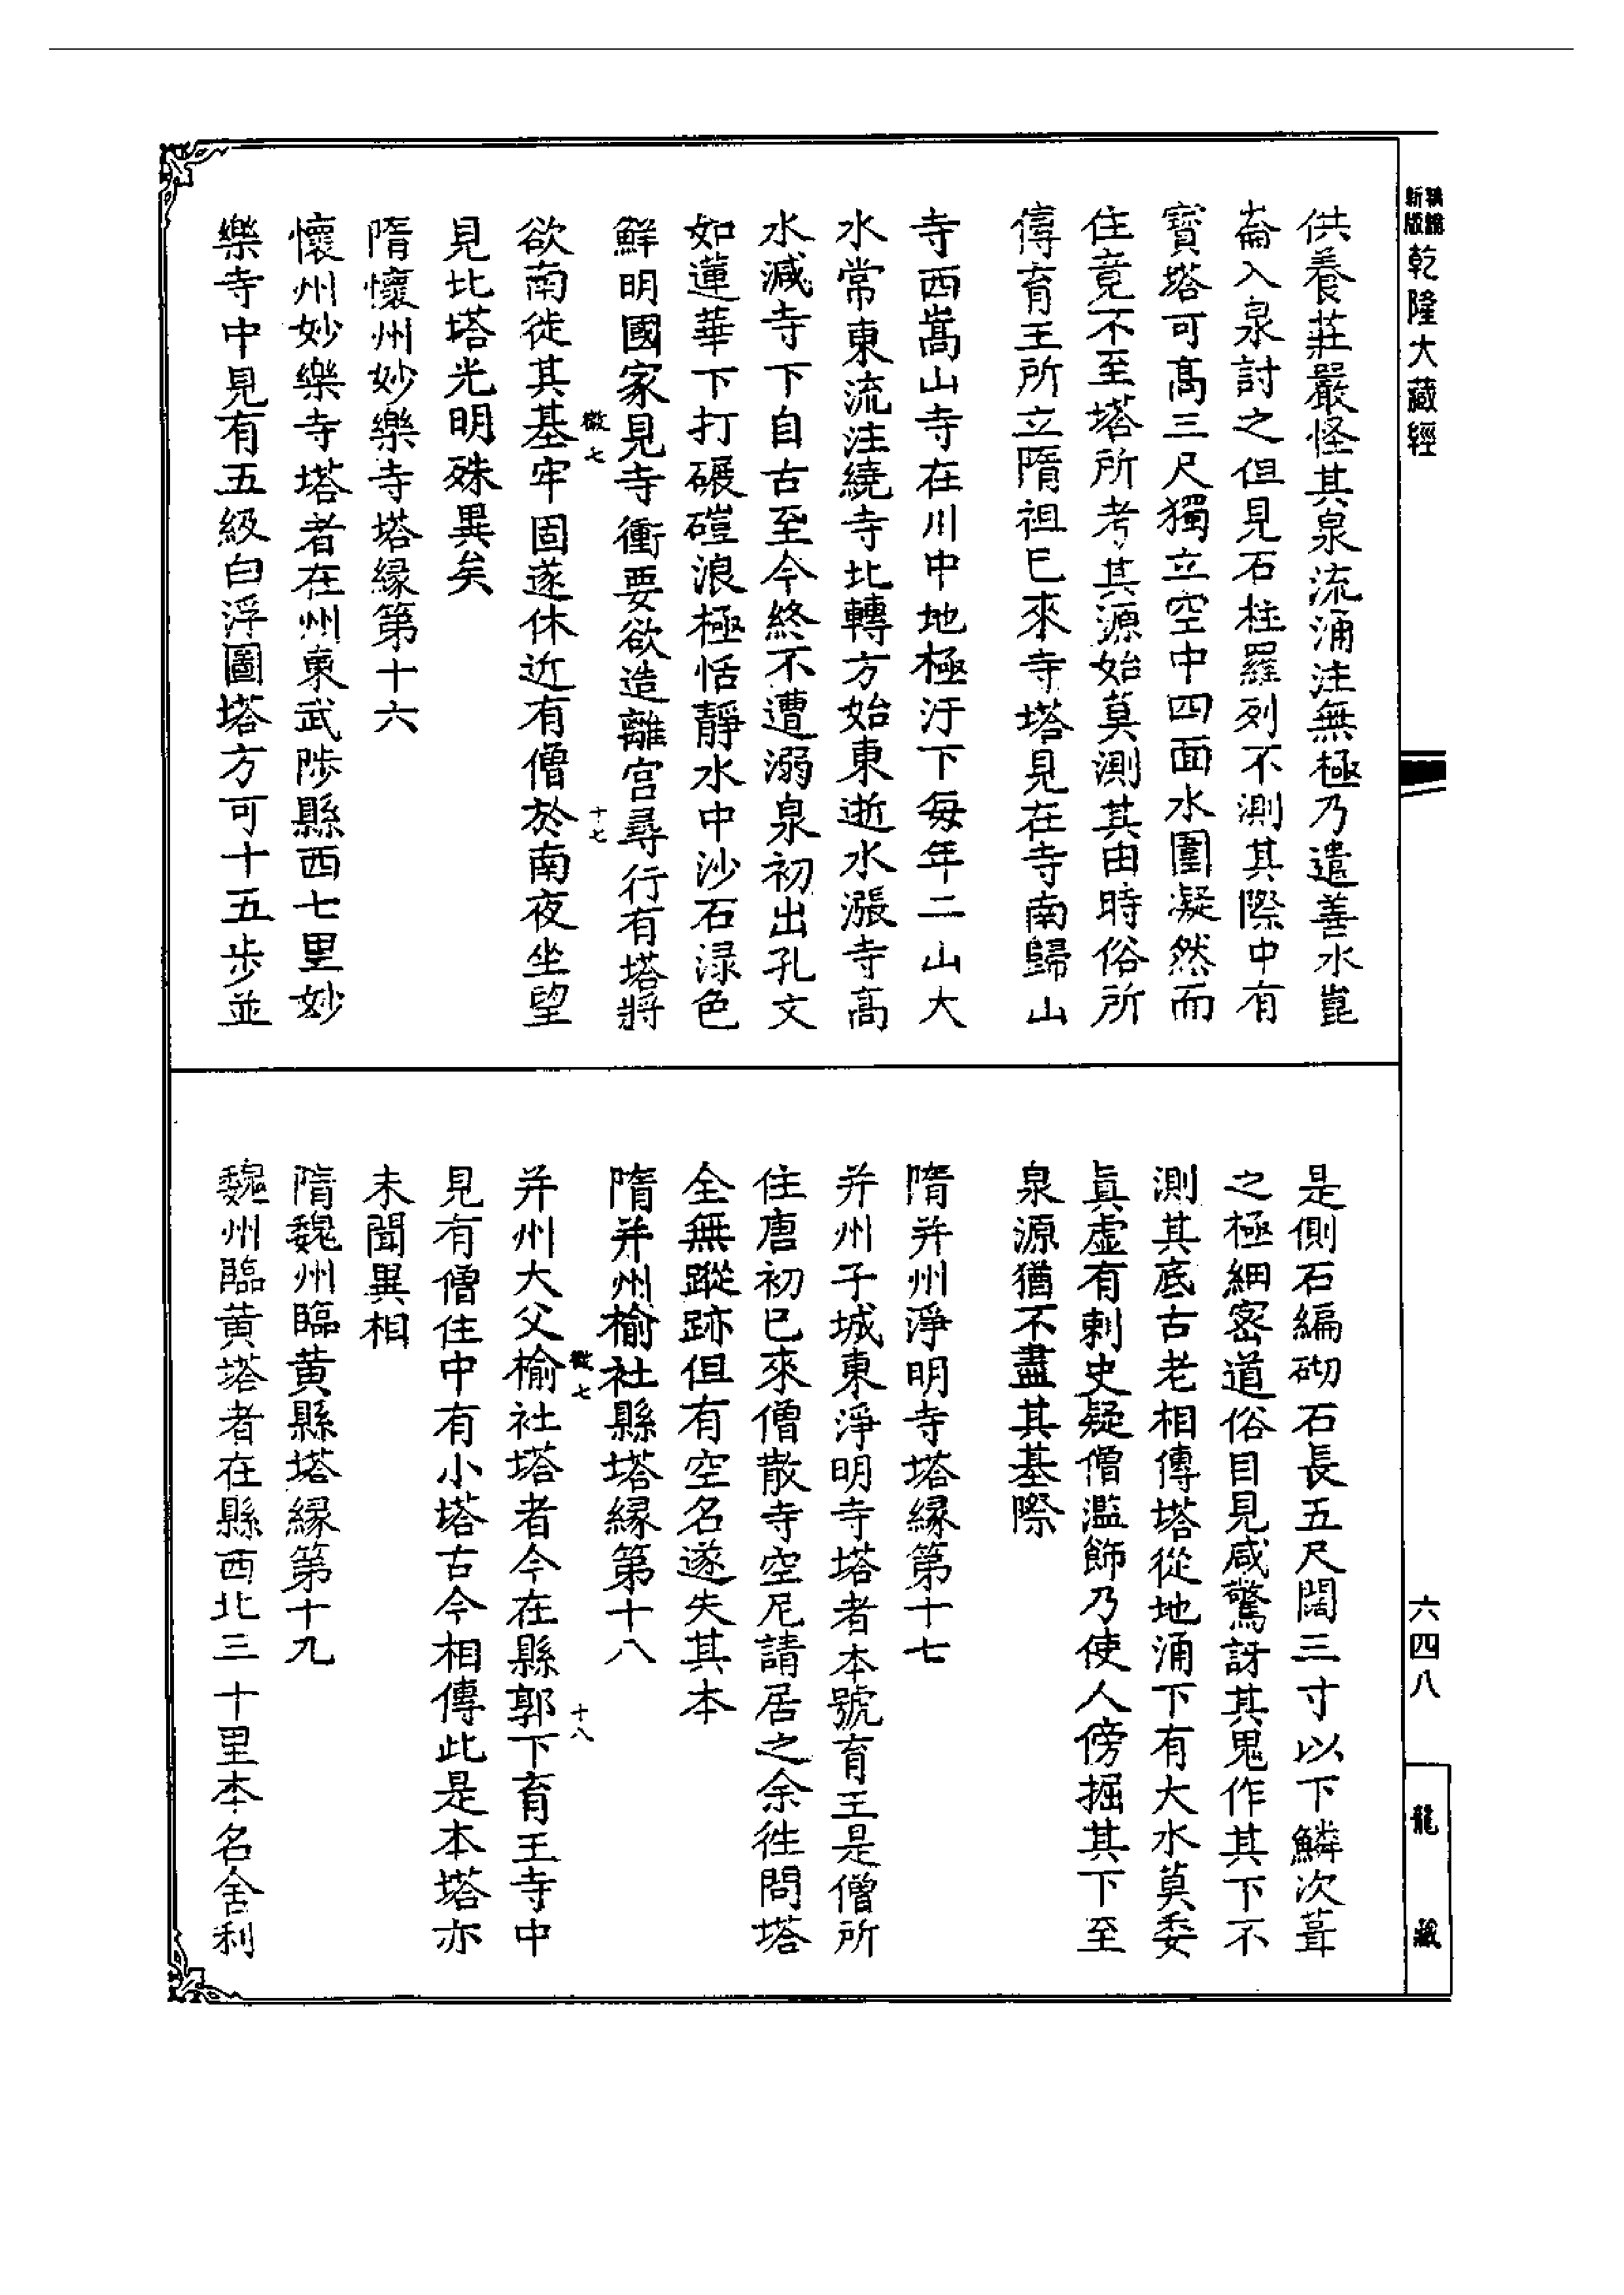 新版
乾隆大藏經
供養莊嚴怪其泉流涌注無極乃遣善水崑
崙入泉討之但見石柱羅列不測其際中有
寳塔可髙三尺獨立空中四面水圍凝然而
住竟不至塔所考其源始莫測其由時俗所
傳育王所立隋祖已來寺塔見在寺南歸山
寺西嵩山寺在川中地極汙下每年二山大
水常東流注繞寺北轉方始東逝水漲寺髙
水減寺下自古至今終不遭溺泉初出孔文
如蓮華下打碾磑浪極恬靜水中沙石淥色
鮮明國家見寺衝要欲造離宫尋行有塔將
欲南徙其基牢固遂休近有僧於南夜坐望
見此塔光明殊異矣
隋懷州妙樂寺塔緣第十六
懷州妙樂寺塔者在州東武陟縣西七里妙
樂寺中見有五級白浮圖塔方可十五步並
十七
是側石編砌石長五尺闊三寸以下鱗次葺
之極細密道俗目見咸驚訝其鬼作其下不
測其底古老相傳塔從地涌下有大水莫委
眞虚有刺史疑僧濫飾乃使人傍掘其下至
泉源猶不盡其基際
隋并州淨明寺塔緣第十七
并州子城東淨明寺塔者本號育王是僧所
住唐初已來僧散寺空尼請居之余徃問塔
全無蹤跡但有空名遂失其本
隋并州榆社縣塔緣第十八
并州大父榆社塔者今在縣郭下育王寺中
見有僧住中有小塔古今相傳此是本塔亦
未聞異相
隋魏州臨黄縣塔緣第十九
魏州臨黄塔者在縣西北三十里本名舍利
十八
六四八
龍藏